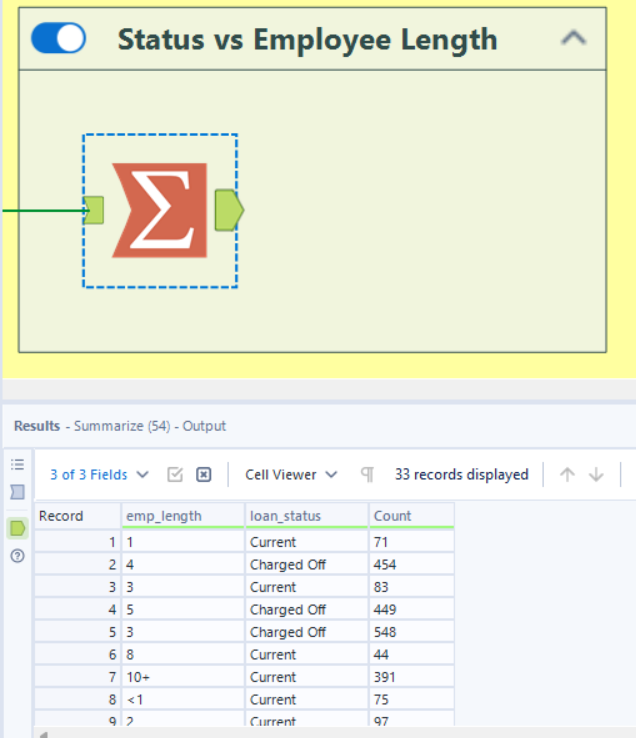 Status vs Employee Length
Σ
Results - Summarize (54) - Output
3 of 3 Fields Cell Viewer 33 records displayed
Record emp_length loan_status Count
1 1 Current 71
2 4 Charged Off 454
3 3 Current 83
4 5 Charged Off 449
5 3 Charged Off 548
6 8 Current 44
7 10+ Current 391
8 <1 Current 75
9 2 Current 97